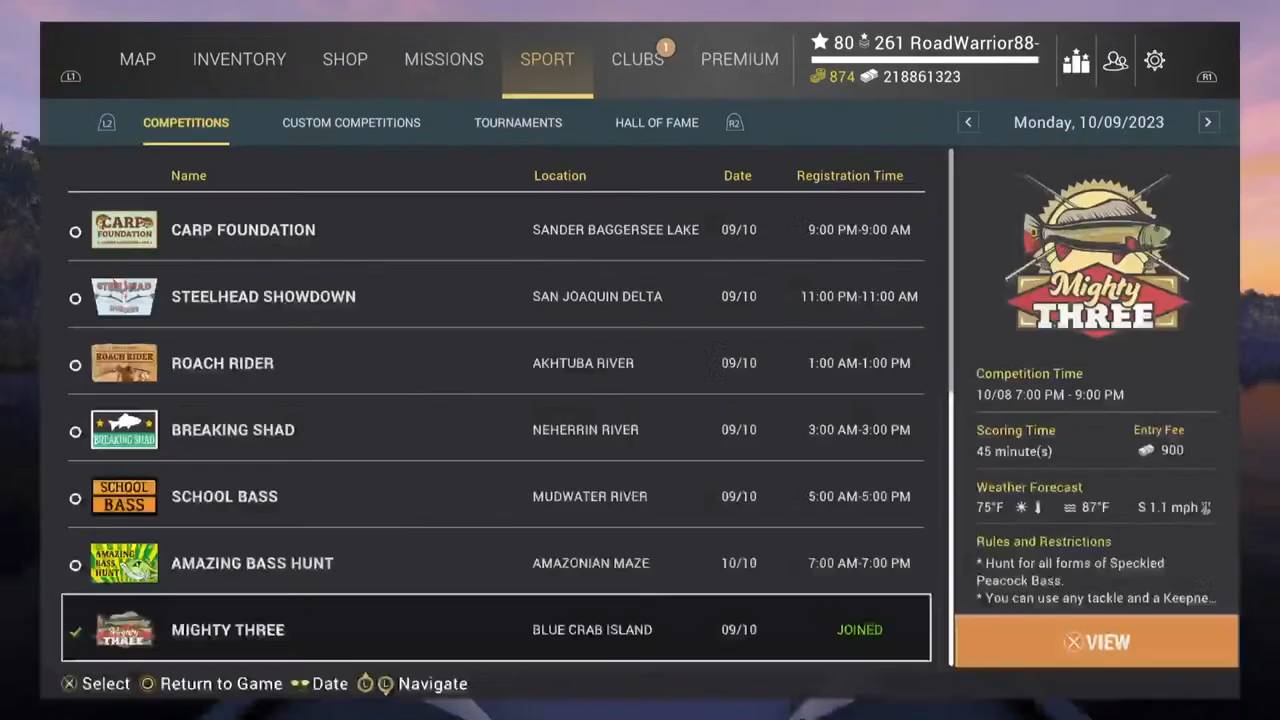 L1
MAP INVENTORY SHOP MISSIONS SPORT CLUBS 1 PREMIUM
80 261 RoadWarrior88-
874 218861323
R1
L2 COMPETITIONS CUSTOM COMPETITIONS TOURNAMENTS HALL OF FAME R2
< Monday, 10/09/2023 >
Name Location Date Registration Time
CARP FOUNDATION CARP FOUNDATION SANDER BAGGERSEE LAKE 09/10 9:00 PM-9:00 AM
STEELHEAD STEELHEAD SHOWDOWN SAN JOAQUIN DELTA 09/10 11:00 PM-11:00 AM
ROACH RIDER ROACH RIDER AKHTUBA RIVER 09/10 1:00 AM-1:00 PM
BREAKING SHAD BREAKING SHAD NEHERRIN RIVER 09/10 3:00 AM-3:00 PM
SCHOOL BASS SCHOOL BASS MUDWATER RIVER 09/10 5:00 AM-5:00 PM
AMAZING BASS HUNT AMAZING BASS HUNT AMAZONIAN MAZE 10/10 7:00 AM-7:00 PM
Mighty THREE MIGHTY THREE BLUE CRAB ISLAND 09/10 JOINED
Mighty
THREE
Competition Time
10/08 7:00 PM - 9:00 PM
Scoring Time Entry Fee
45 minute(s) 900
Weather Forecast
75°F 87°F S 1.1 mph
Rules and Restrictions
* Hunt for all forms of Speckled
Peacock Bass.
* You can use any tackle and a Keepne...
VIEW
Select Return to Game Date L L Navigate